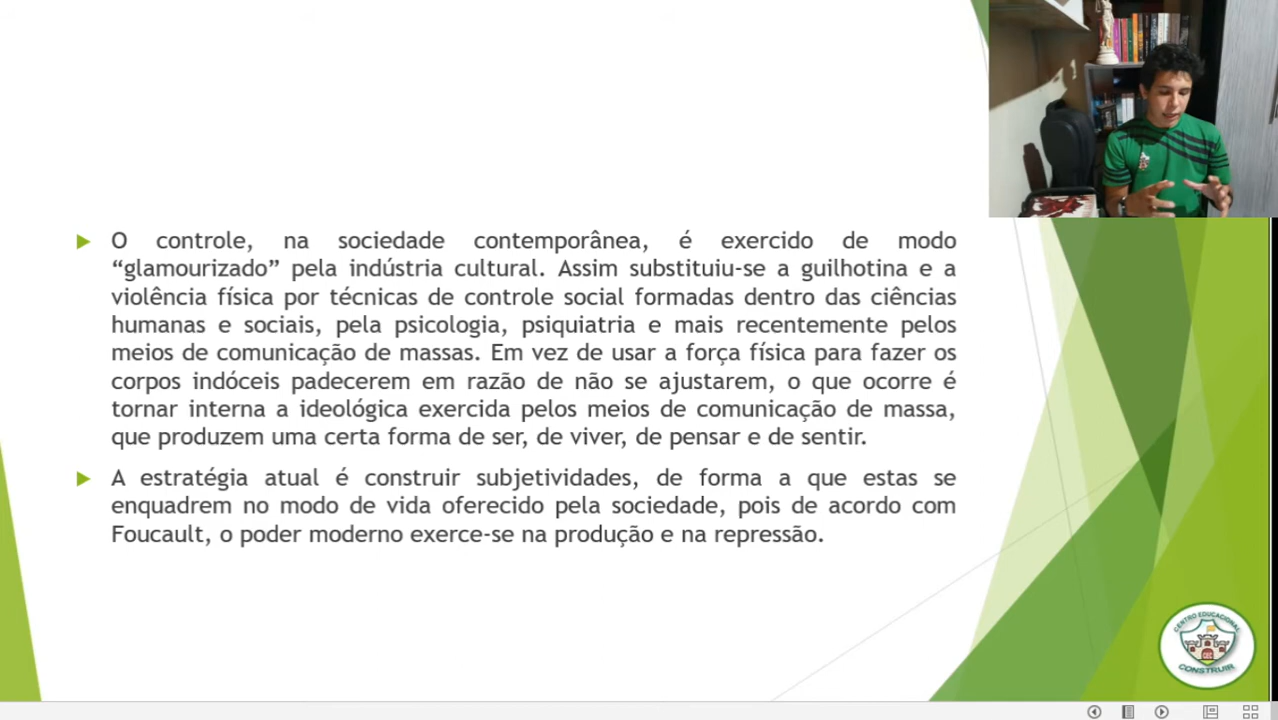 O controle, na sociedade contemporânea, é exercido de modo
“glamourizado” pela indústria cultural. Assim substituiu-se a guilhotina e a
violência física por técnicas de controle social formadas dentro das ciências
humanas e sociais, pela psicologia, psiquiatria e mais recentemente pelos
meios de comunicação de massas. Em vez de usar a força física para fazer os
corpos indóceis padecerem em razão de não se ajustarem, o que ocorre é
tornar interna a ideológica exercida pelos meios de comunicação de massa,
que produzem uma certa forma de ser, de viver, de pensar e de sentir.
A estratégia atual é construir subjetividades, de forma a que estas se
enquadrem no modo de vida oferecido pela sociedade, pois de acordo com
Foucault, o poder moderno exerce-se na produção e na repressão.
CENTRO EDUCACIONAL
CEC
CONSTRUIR